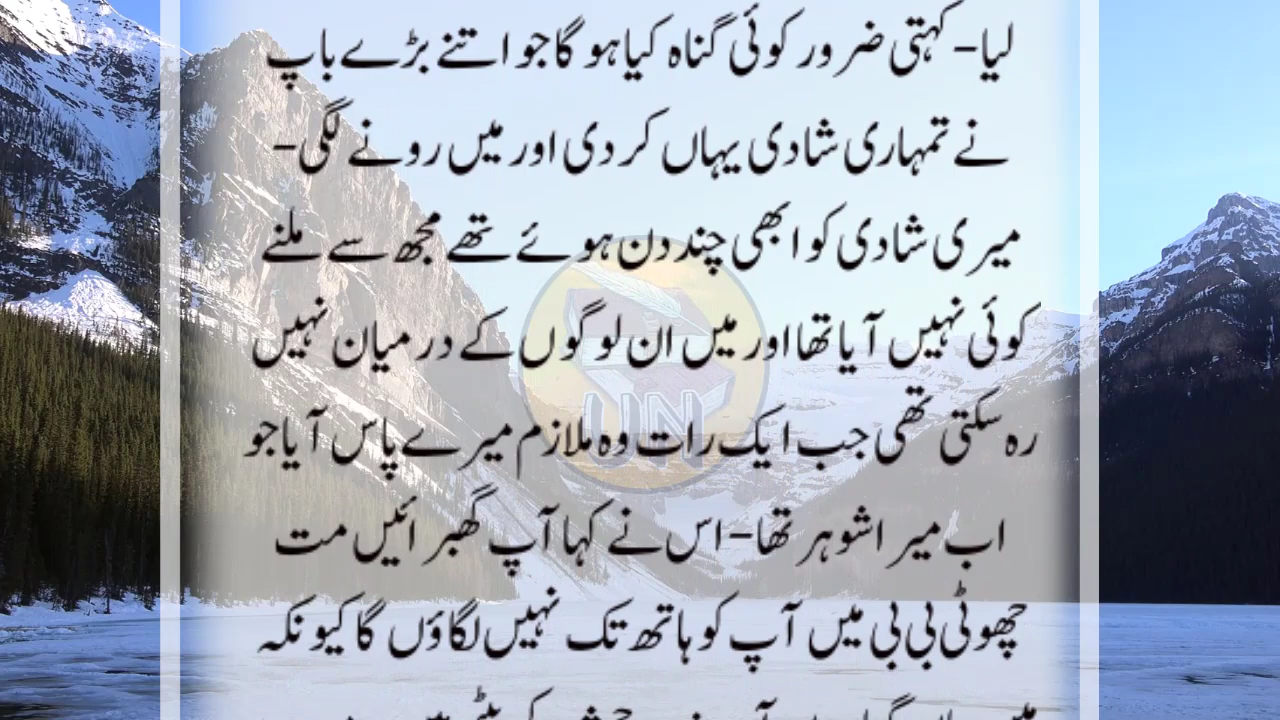 لیا- کہتی ضرور کوئی گناہ کیا ہو گا جو اتنے بڑے باپ
نے تمہاری شادی یہاں کر دی اور میں رونے لگی-
میری شادی کو ابھی چند دن ہوئے تھے مجھ سے ملنے
کوئی نہیں آیا تھا اور میں ان لوگوں کے درمیان نہیں
رہ سکتی تھی جب ایک رات وہ ملازم میرے پاس آیا جو
اب میرا شوہر تھا- اس نے کہا آپ گھبرائیں مت
چھوٹی بی بی میں آپ کو ہاتھ تک نہیں لگاؤں گا کیونکہ
UN